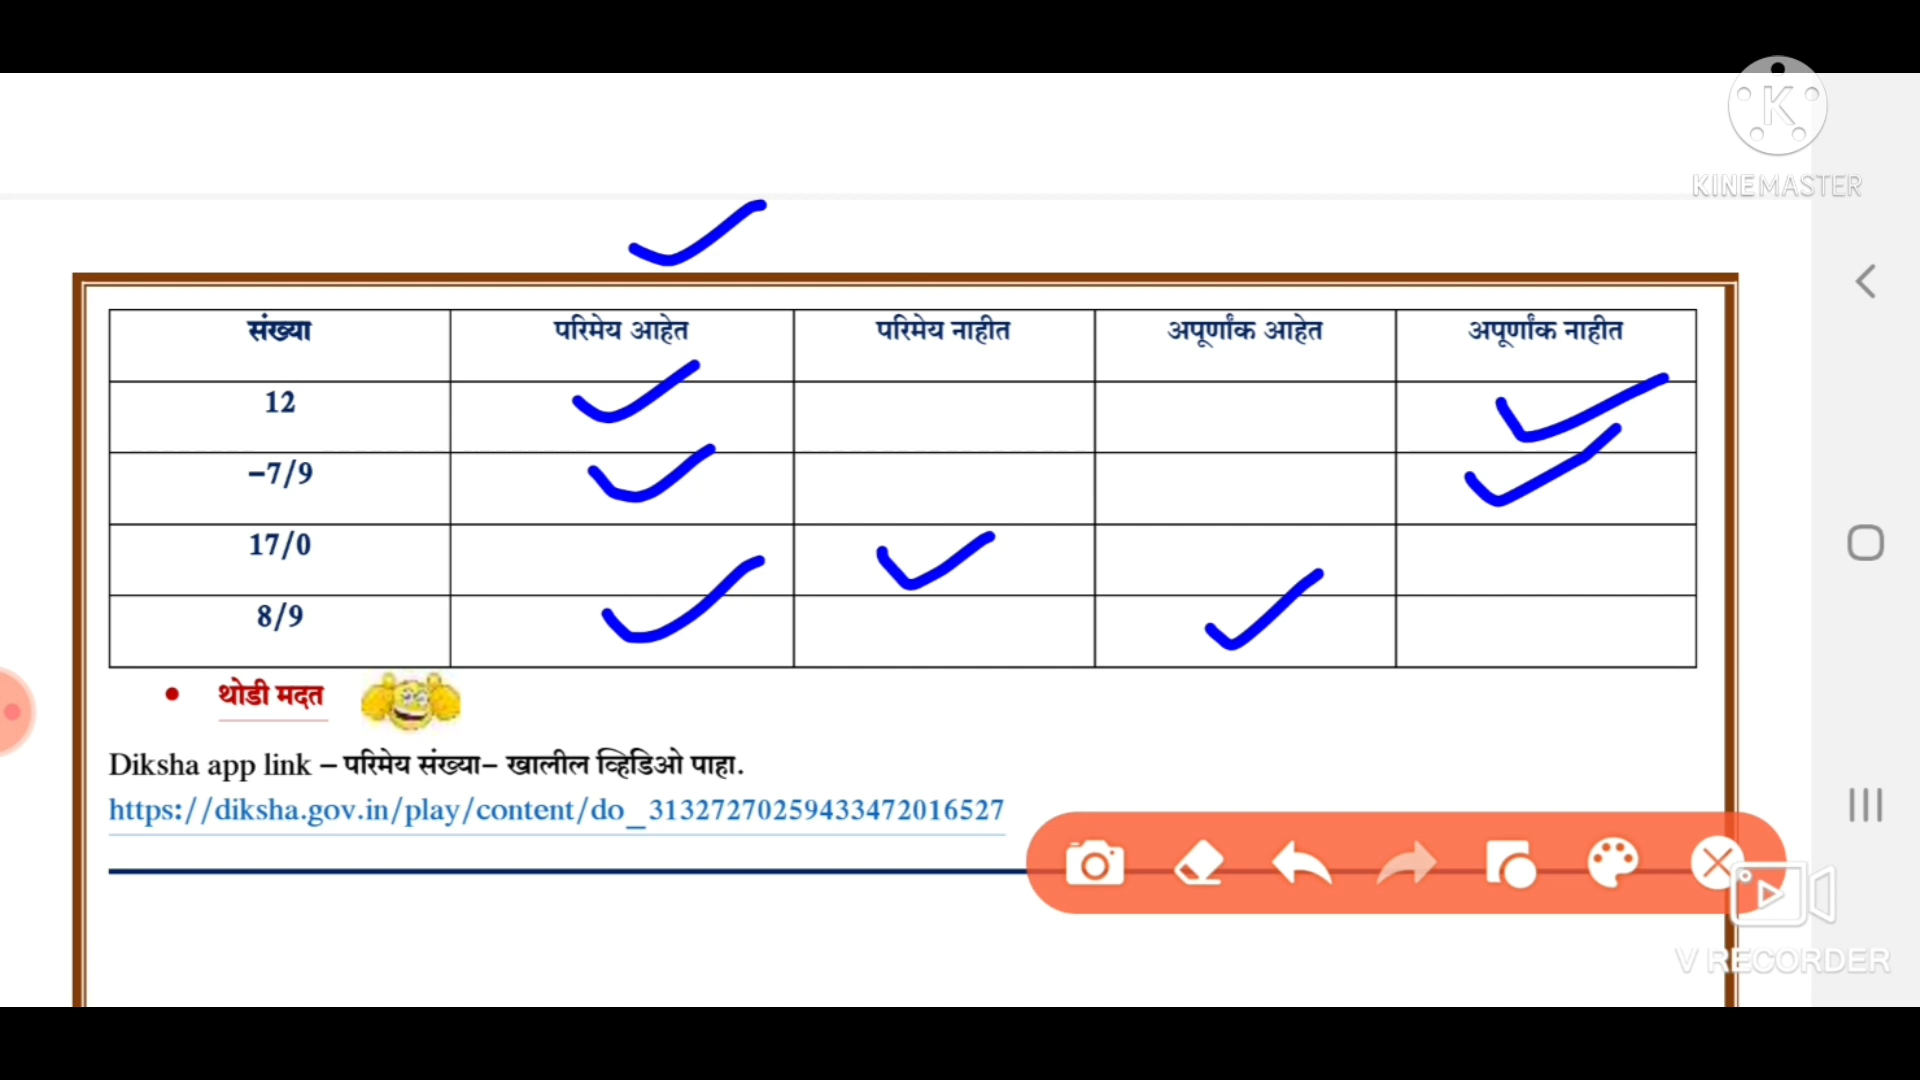 KINEMASTER
संख्या परिमेय आहेत परिमेय नाहीत अपूर्णांक आहेत अपूर्णांक नाहीत
12
–7/9
17/0
8/9
• थोडी मदत
Diksha app link – परिमेय संख्या– खालील व्हिडिओ पाहा.
https://diksha.gov.in/play/content/do_31327270259433472016527
V RECORDER